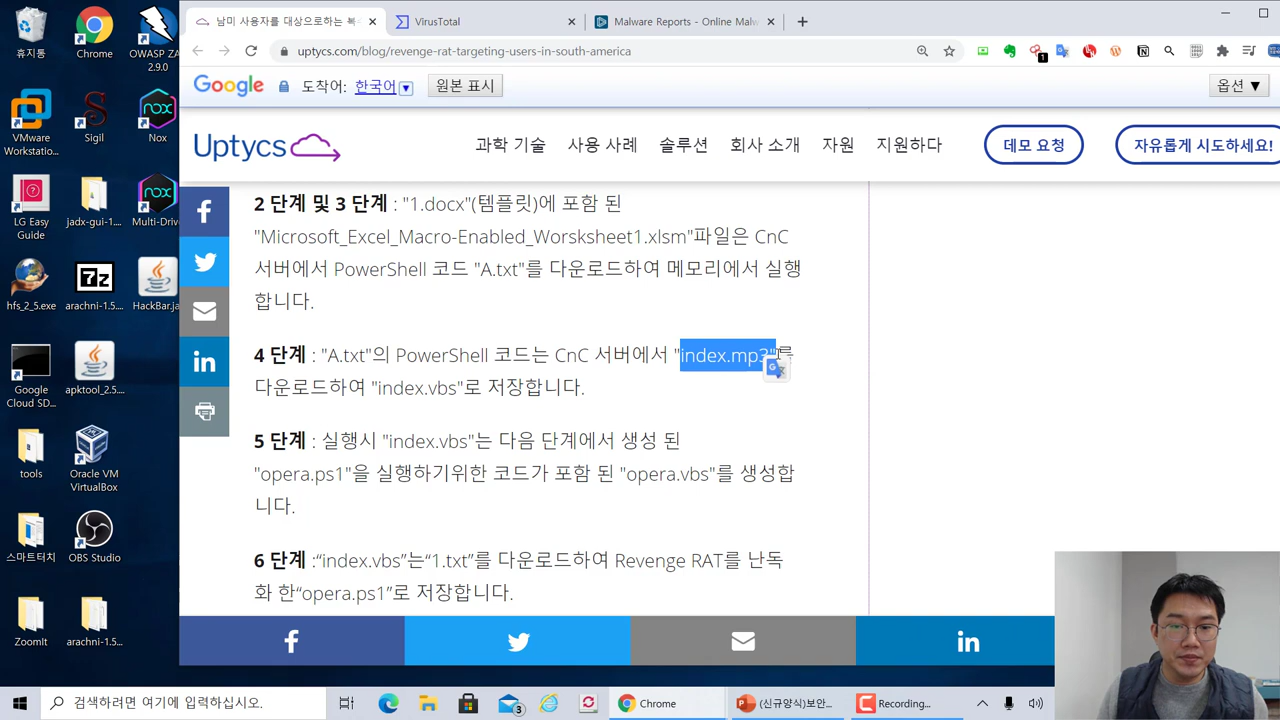 휴지통
Chrome
OWASP ZA...
2.9.0
VMware
Workstatio...
Sigil
Nox
LG Easy
Guide
jadx-gui-1....
Multi-Driv...
hfs_2_5.exe
arachni-1.5....
HackBar.ja...
Google
Cloud SD...
apktool_2.5...
tools
Oracle VM
VirtualBox
스마트터치
OBS Studio
ZoomIt
arachni-1.5...
남미 사용자를 대상으로하는 복수
VirusTotal
Malware Reports - Online Malw
uptycs.com/blog/revenge-rat-targeting-users-in-south-america
Google 도착어: 한국어 원본 표시 옵션 ▼
Uptycs 과학 기술 사용 사례 솔루션 회사 소개 자원 지원하다 데모 요청 자유롭게 시도하세요!
2 단계 및 3 단계 : "1.docx"(템플릿)에 포함 된
"Microsoft_Excel_Macro-Enabled_Worsksheet1.xlsm"파일은 CnC
서버에서 PowerShell 코드 "A.txt"를 다운로드하여 메모리에서 실행
합니다.
4 단계 : "A.txt"의 PowerShell 코드는 CnC 서버에서 "index.mp3"를
다운로드하여 "index.vbs"로 저장합니다.
5 단계 : 실행시 "index.vbs"는 다음 단계에서 생성 된
"opera.ps1"을 실행하기위한 코드가 포함 된 "opera.vbs"를 생성합
니다.
6 단계 :“index.vbs”는“1.txt”를 다운로드하여 Revenge RAT를 난독
화 한“opera.ps1”로 저장합니다.
검색하려면 여기에 입력하십시오.
3
Chrome
(신규양식)보안...
Recording...